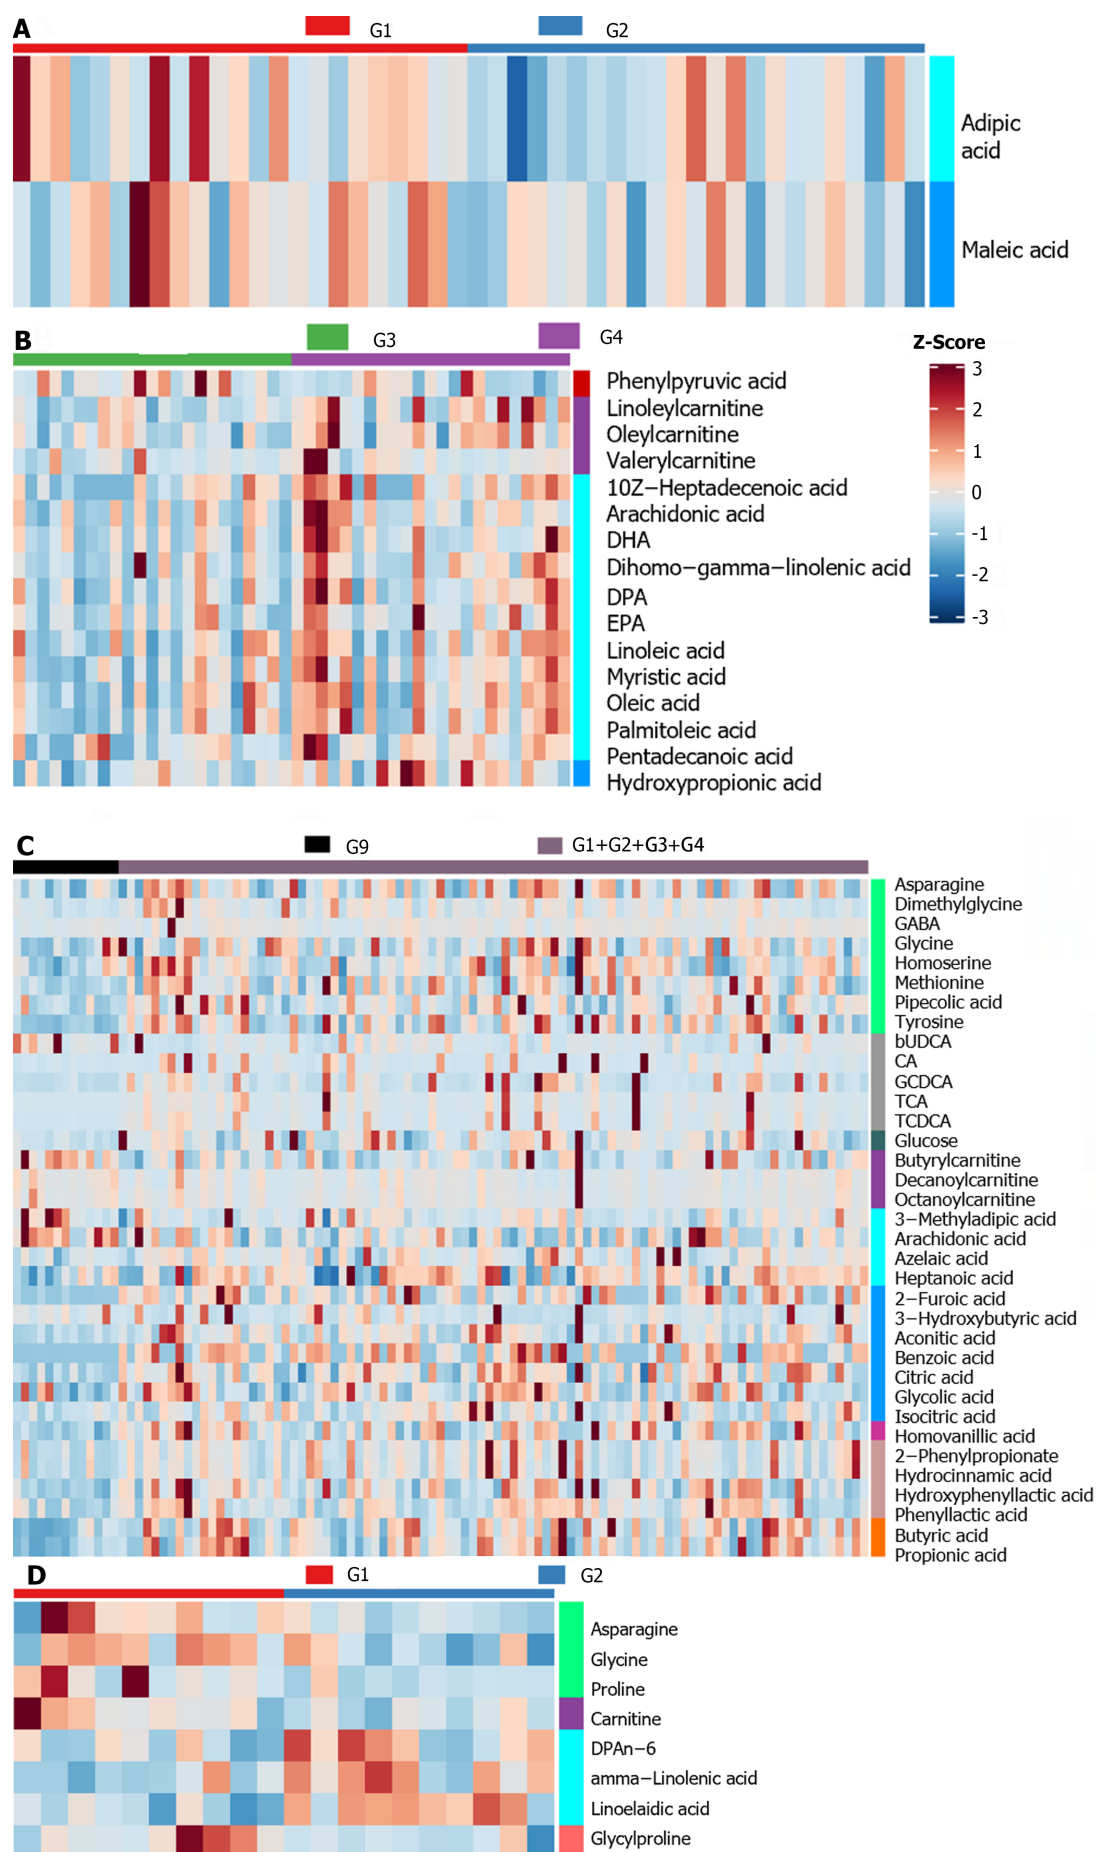 A
G1
G2
Adipic
acid
Maleic acid
B
G3
G4
Z-Score
3
2
1
0
-1
-2
-3
Phenylpyruvic acid
Linoleylcarnitine
Oleylcarnitine
Valerylcarnitine
10Z−Heptadecenoic acid
Arachidonic acid
DHA
Dihomo−gamma−linolenic acid
DPA
EPA
Linoleic acid
Myristic acid
Oleic acid
Palmitoleic acid
Pentadecanoic acid
Hydroxypropionic acid
C
G9
G1+G2+G3+G4
Asparagine
Dimethylglycine
GABA
Glycine
Homoserine
Methionine
Pipecolic acid
Tyrosine
bUDCA
CA
GCDCA
TCA
TCDCA
Glucose
Butyrylcarnitine
Decanoylcarnitine
Octanoylcarnitine
3−Methyladipic acid
Arachidonic acid
Azelaic acid
Heptanoic acid
2−Furoic acid
3−Hydroxybutyric acid
Aconitic acid
Benzoic acid
Citric acid
Glycolic acid
Isocitric acid
Homovanillic acid
2−Phenylpropionate
Hydrocinnamic acid
Hydroxyphenyllactic acid
Phenyllactic acid
Butyric acid
Propionic acid
D
G1
G2
Asparagine
Glycine
Proline
Carnitine
DPAn−6
amma−Linolenic acid
Linoelaidic acid
Glycylproline